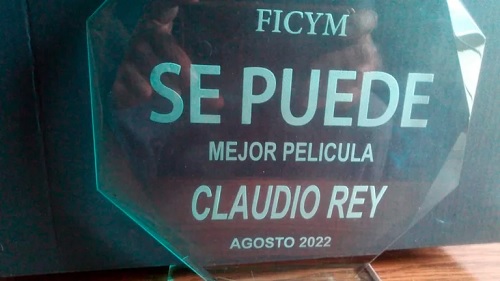 FICYM
SE PUEDE
MEJOR PELICULA
CLAUDIO REY
AGOSTO 2022